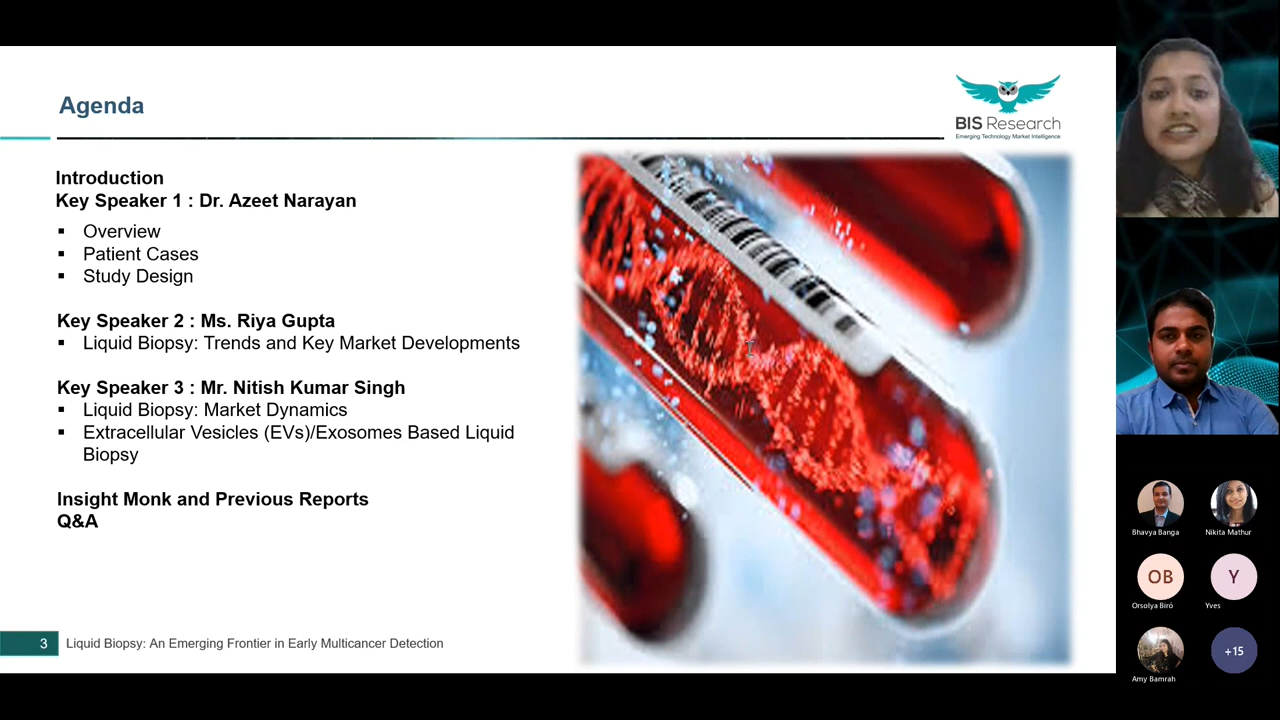 Agenda
BIS Research
Emerging Technology Market Intelligence
Introduction
Key Speaker 1 : Dr. Azeet Narayan
▪ Overview
▪ Patient Cases
▪ Study Design
Key Speaker 2 : Ms. Riya Gupta
▪ Liquid Biopsy: Trends and Key Market Developments
Key Speaker 3 : Mr. Nitish Kumar Singh
▪ Liquid Biopsy: Market Dynamics
▪ Extracellular Vesicles (EVs)/Exosomes Based Liquid
Biopsy
Insight Monk and Previous Reports
Q&A
3 Liquid Biopsy: An Emerging Frontier in Early Multicancer Detection
Bhavya Banga
Nikita Mathur
OB
Y
Orsolya Biró
Yves
+15
Amy Bamrah